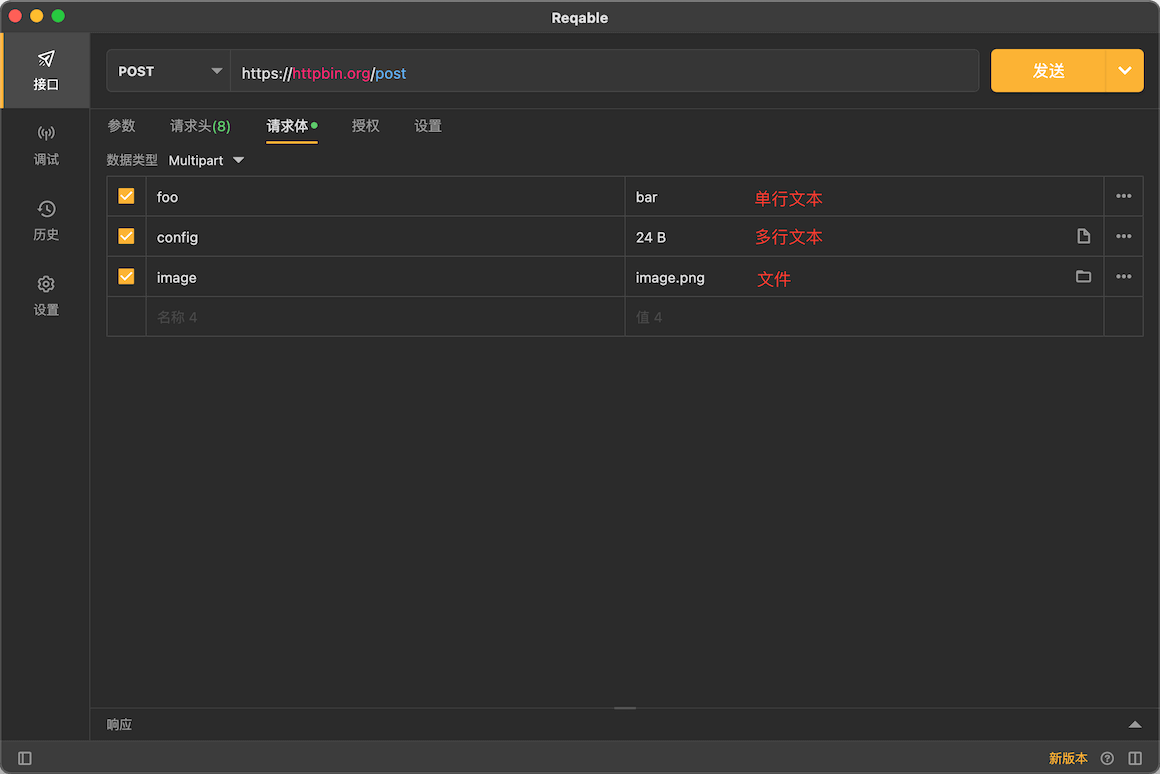 Reqable
接口
调试
历史
设置
POST
https://httpbin.org/post
发送
参数
请求头(8)
请求体
授权
设置
数据类型 Multipart
foo bar 单行文本
config 24 B 多行文本
image image.png 文件
名称 4 值 4
响应
新版本